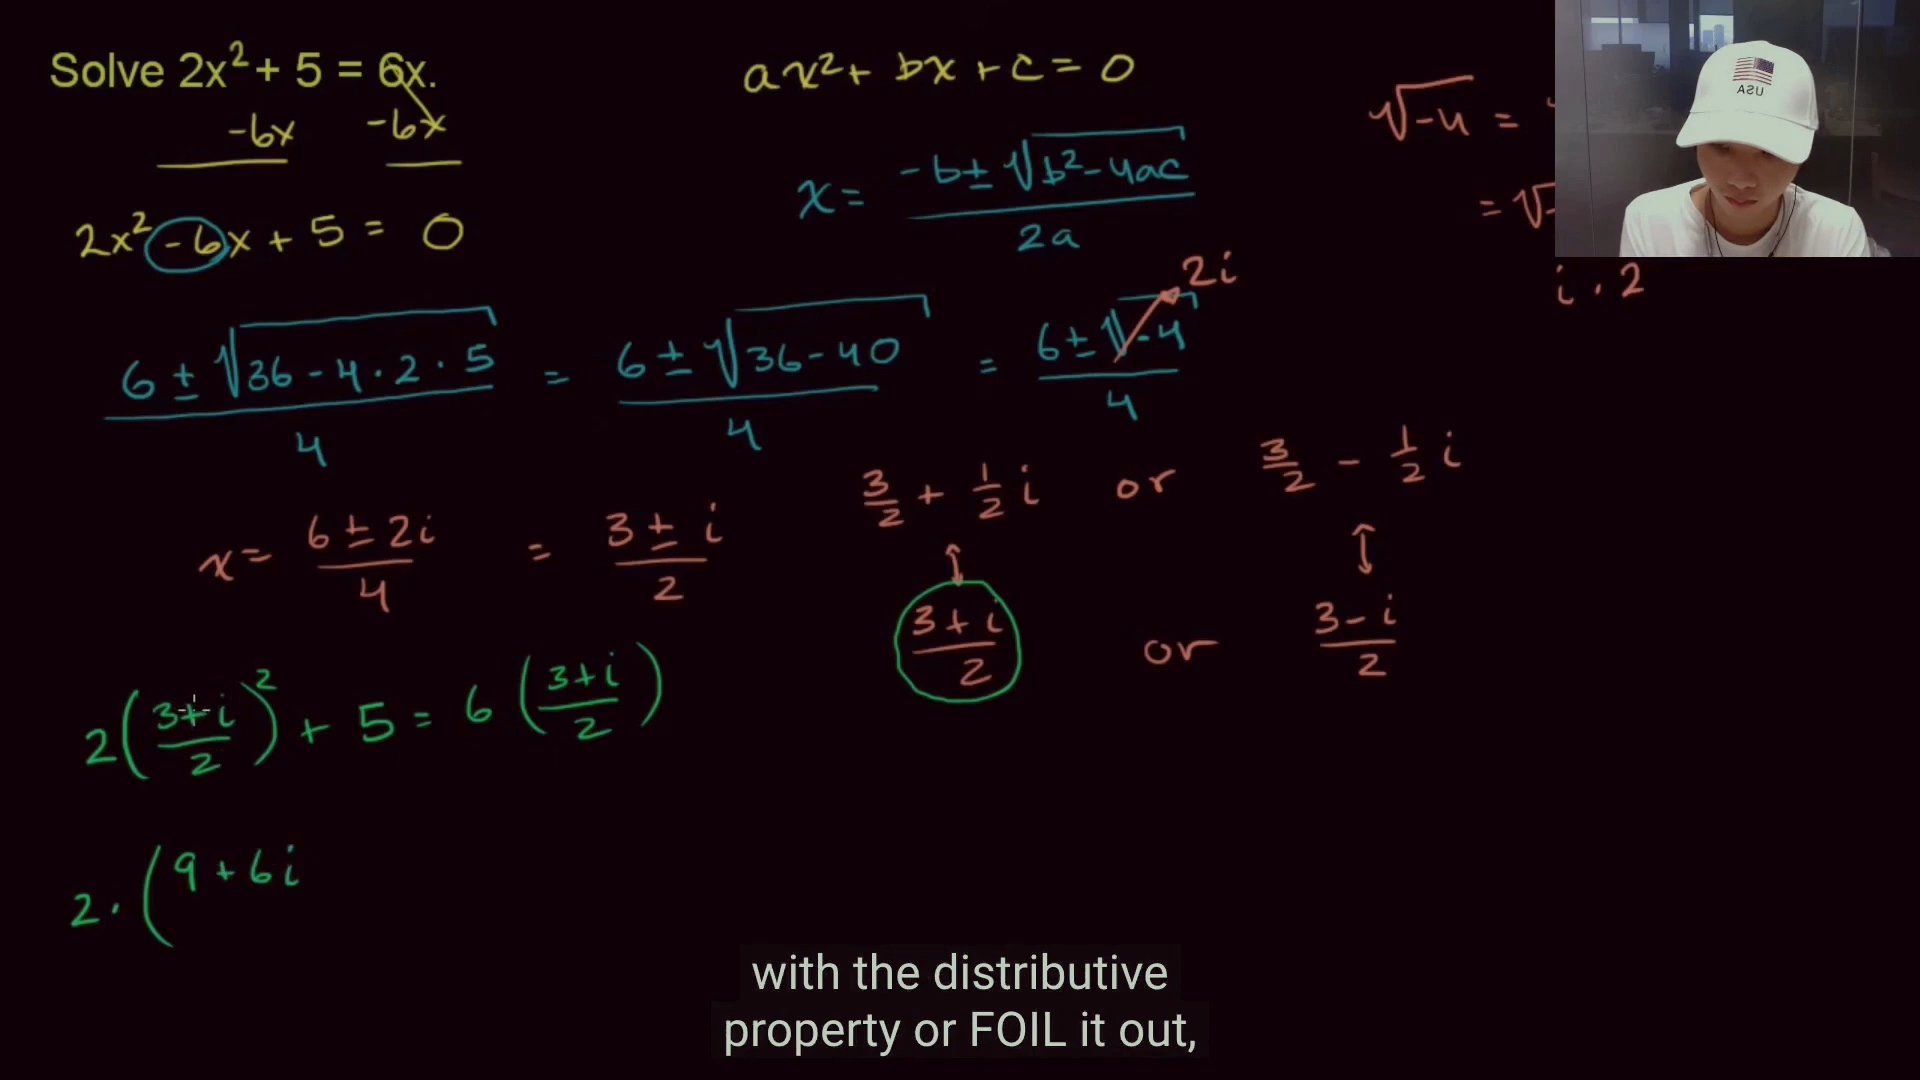 Solve 2x² + 5 = 6x.
-6x -6x
2x² - 6x + 5 = 0
ax² + bx + c = 0
x = (-b ± √(b² - 4ac)) / 2a
√-4 =
= √-
i · 2
USA
(6 ± √(36 - 4 · 2 · 5)) / 4 = (6 ± √(36 - 40)) / 4 = (6 ± √-4) / 4
2i
x = (6 ± 2i) / 4 = (3 ± i) / 2
3/2 + 1/2 i or 3/2 - 1/2 i
(3 + i) / 2 or (3 - i) / 2
2((3 + i) / 2)² + 5 = 6((3 + i) / 2)
2 · (9 + 6i
with the distributive
property or FOIL it out,